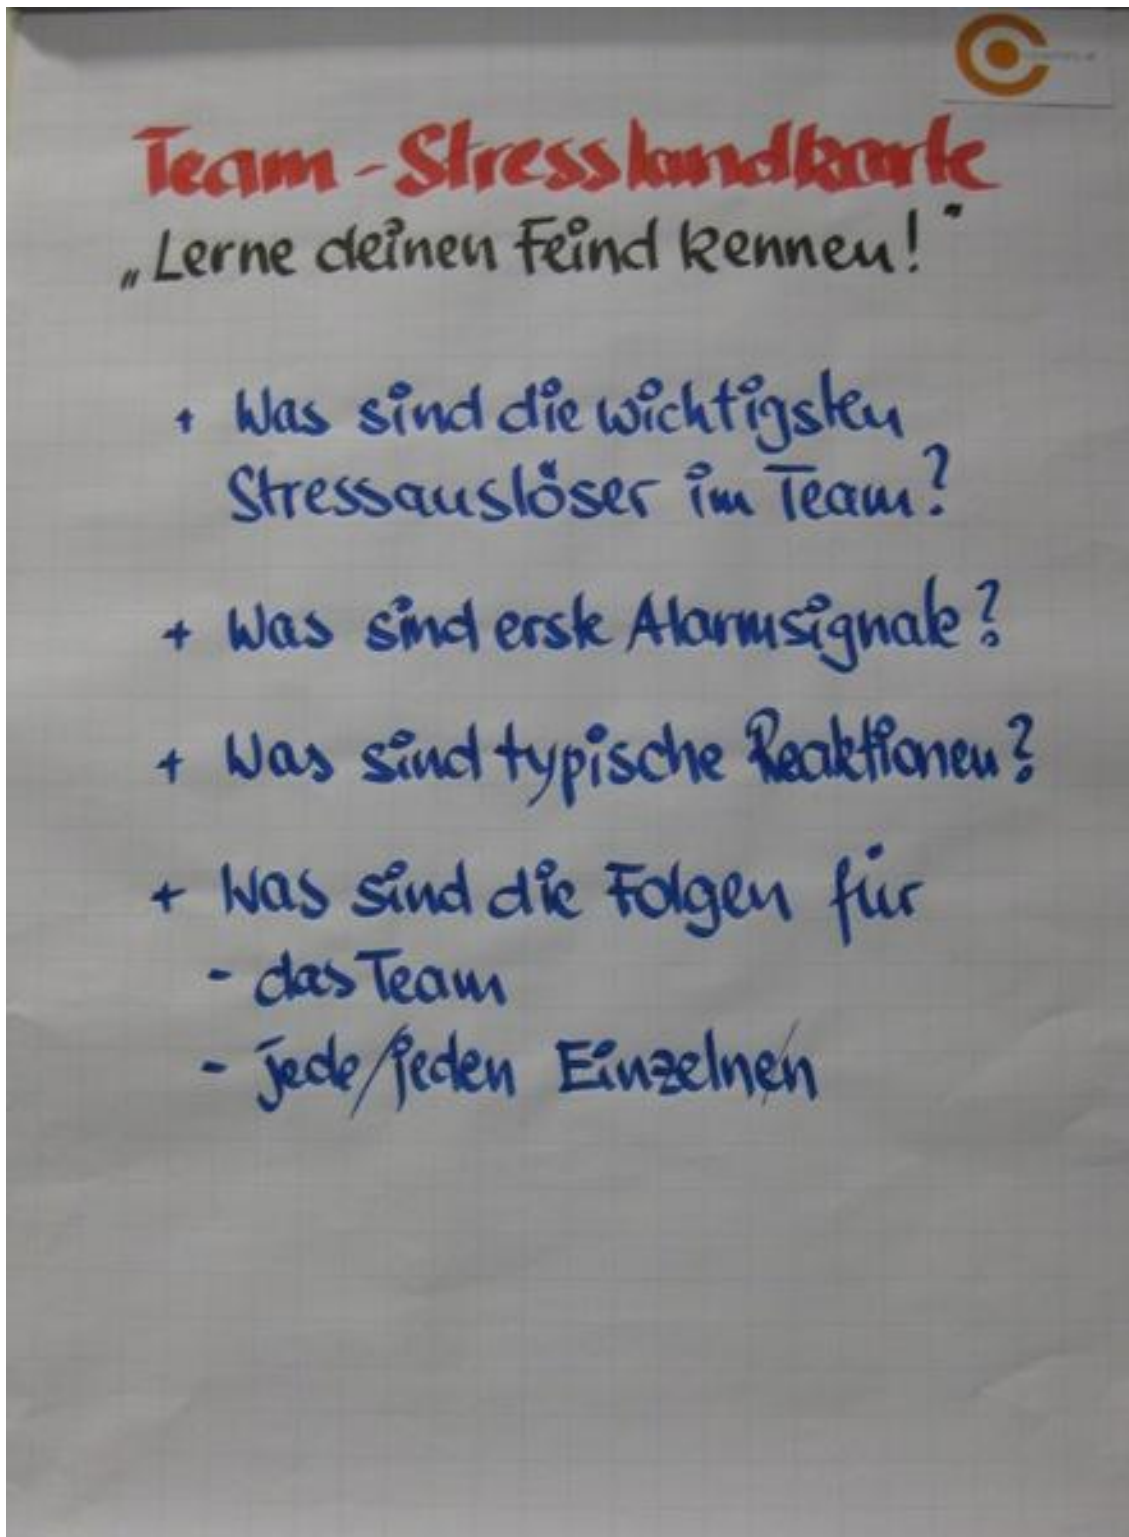 Team-Stresslandkarte
„Lerne deinen Feind kennen!“
+ Was sind die wichtigsten
Stressauslöser im Team?
+ Was sind erste Alarmsignale?
+ Was sind typische Reaktionen?
+ Was sind die Folgen für
- das Team
- jede/jeden Einzelne/n